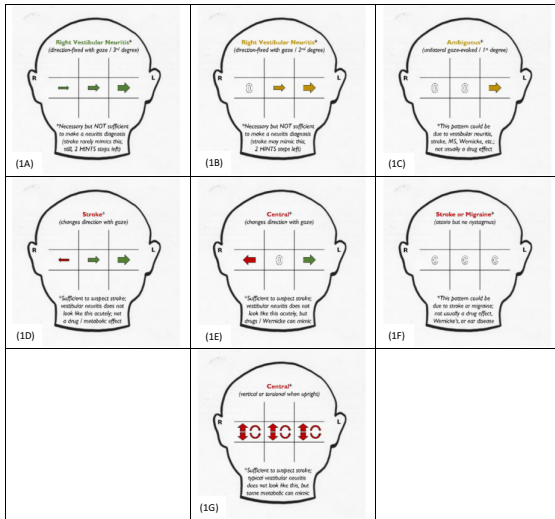 Right Vestibular Neuritis*
(direction-fixed with gaze / 3rd degree)
R
L
*Necessary but NOT sufficient
to make a neuritis diagnosis
(stroke rarely mimics this;
still, 2 HINTS steps left)
(1A)
Right Vestibular Neuritis*
(direction-fixed with gaze / 2nd degree)
R
L
*Necessary but NOT sufficient
to make a neuritis diagnosis
(stroke may mimic this;
2 HINTS steps left)
(1B)
Ambiguous*
(unilateral gaze-evoked / 1st degree)
R
L
*This pattern could be
due to vestibular neuritis,
stroke, MS, Wernicke, etc.;
not usually a drug effect
(1C)
Stroke*
(changes direction with gaze)
R
L
*Sufficient to suspect stroke;
vestibular neuritis does not
look like this acutely; not
a drug / metabolic effect
(1D)
Central*
(changes direction with gaze)
R
L
*Sufficient to suspect stroke;
vestibular neuritis does not
look like this acutely, but
drugs / Wernicke can mimic
(1E)
Stroke or Migraine*
(ataxia but no nystagmus)
R
L
*This pattern could be
due to stroke or migraine;
not usually a drug effect,
Wernicke's, or ear disease
(1F)
Central*
(vertical or torsional when upright)
R
L
*Sufficient to suspect stroke;
typical vestibular neuritis
does not look like this, but
some metabolic can mimic
(1G)